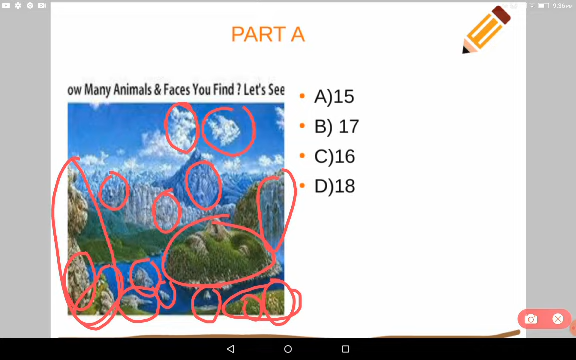 PART A
ow Many Animals & Faces You Find ? Let's See
• A)15
• B) 17
• C)16
• D)18